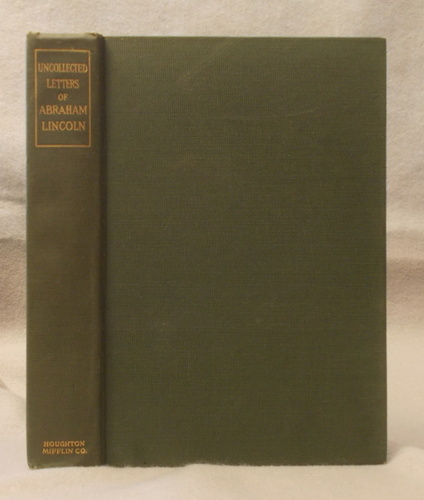 UNCOLLECTED
LETTERS
OF
ABRAHAM
LINCOLN
HOUGHTON
MIFFLIN CO.